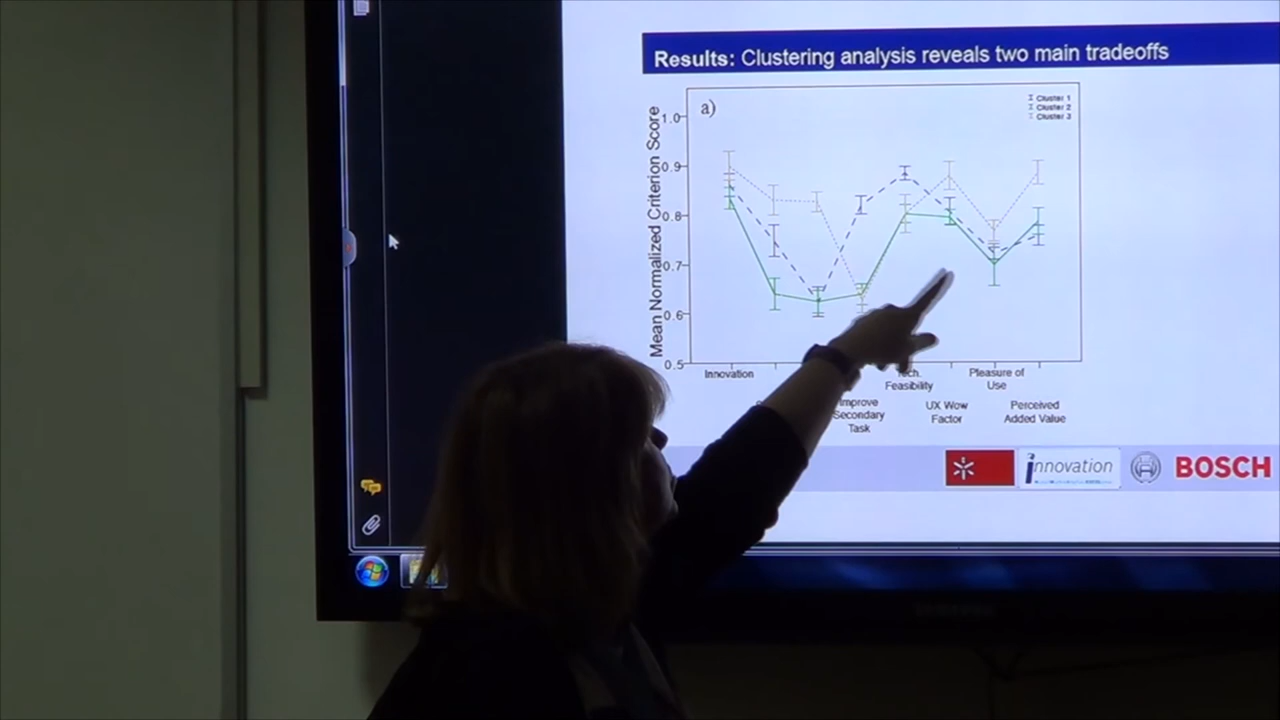 Results: Clustering analysis reveals two main tradeoffs
a)
Cluster 1
Cluster 2
Cluster 3
Mean Normalized Criterion Score
1.0
0.9
0.8
0.7
0.6
0.5
Innovation
Improve
Secondary
Task
Tech.
Feasibility
UX Wow
Factor
Pleasure of
Use
Perceived
Added Value
innovation
BOSCH